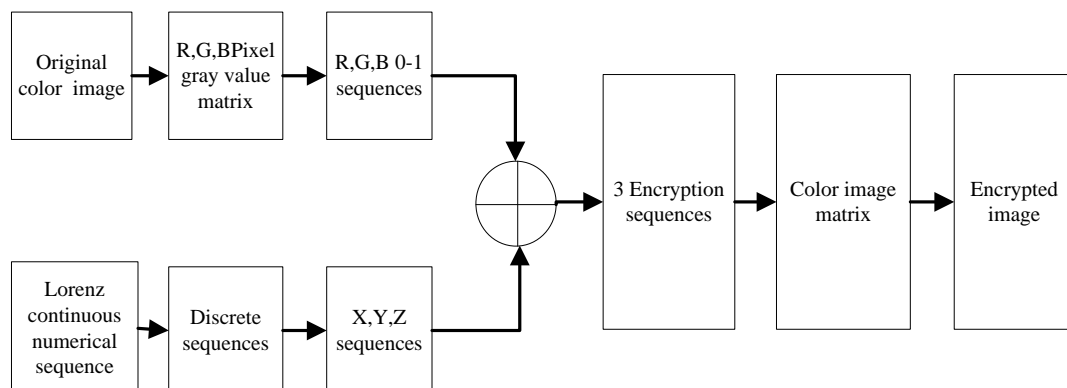 Original
color image
R,G,BPixel
gray value
matrix
R,G,B 0-1
sequences
3 Encryption
sequences
Color image
matrix
Encrypted
image
Lorenz
continuous
numerical
sequence
Discrete
sequences
X,Y,Z
sequences